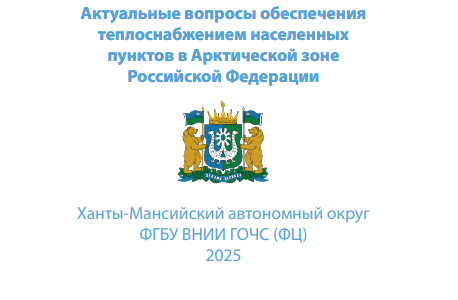 Актуальные вопросы обеспечения
теплоснабжением населенных
пунктов в Арктической зоне
Российской Федерации
Ханты-Мансийский автономный округ
ФГБУ ВНИИ ГОЧС (ФЦ)
2025